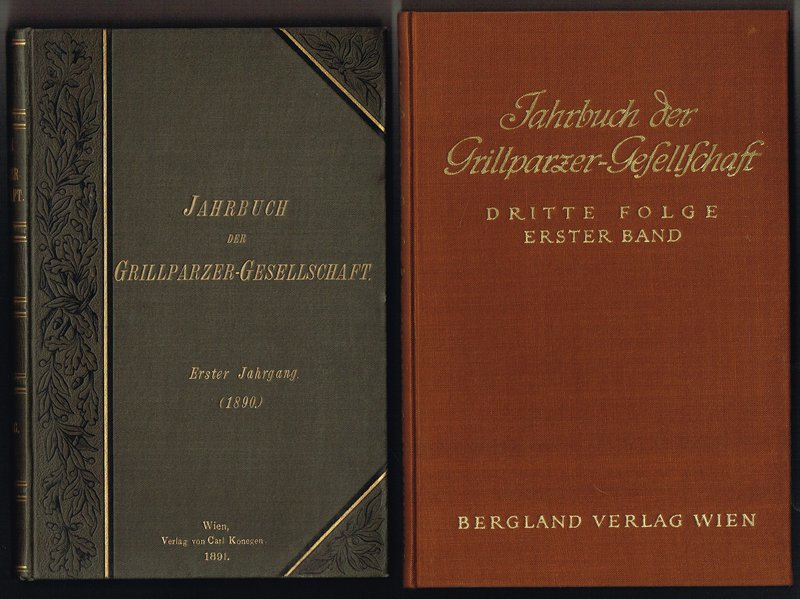 JAHRBUCH
DER
GRILLPARZER-GESELLSCHAFT.
Erster Jahrgang.
(1890.)
Wien,
Verlag von Carl Konegen.
1891.
Jahrbuch der
Grillparzer-Geſellſchaft
DRITTE FOLGE
ERSTER BAND
BERGLAND VERLAG WIEN